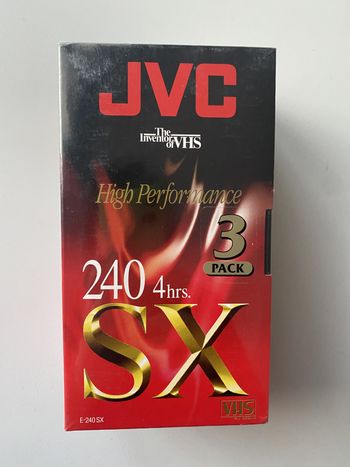 JVC
The
Inventor
of VHS
High Performance
3
PACK
240 4hrs.
SX
VHS
E-240 SX